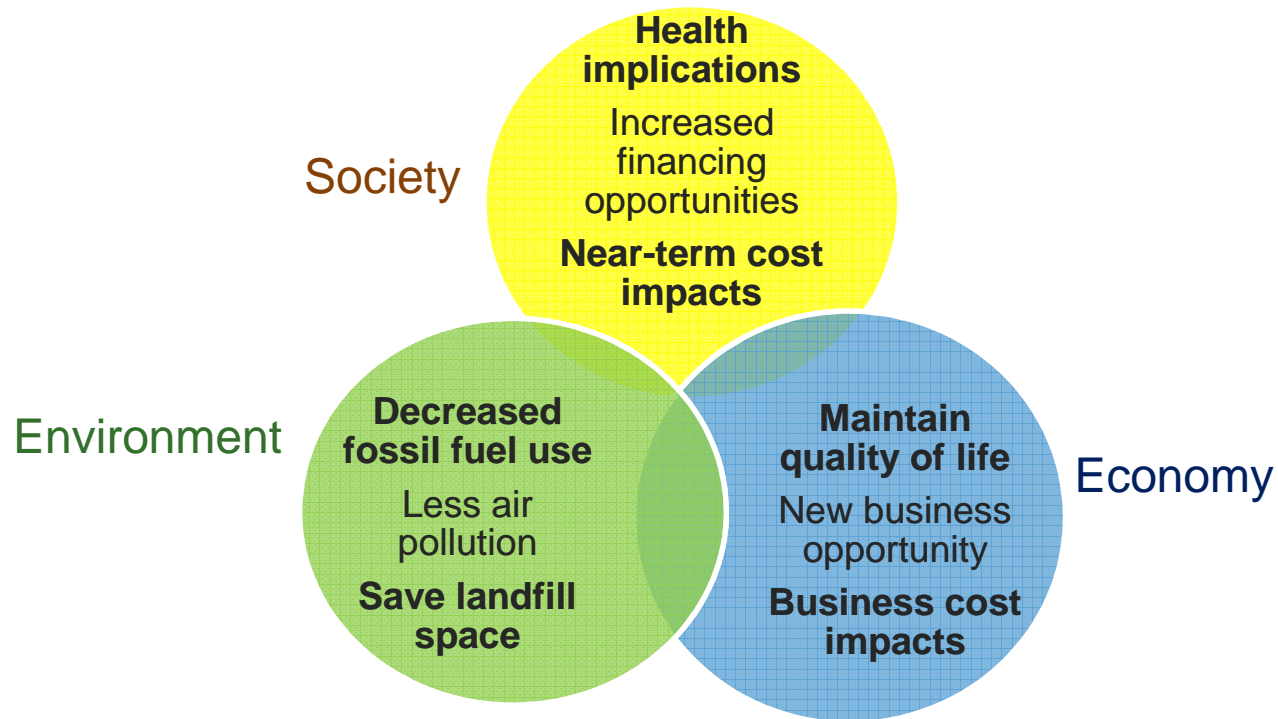 Health
implications
Increased
financing
opportunities
Near-term cost
impacts
Society
Environment
Decreased
fossil fuel use
Less air
pollution
Save landfill
space
Maintain
quality of life
New business
opportunity
Business cost
impacts
Economy